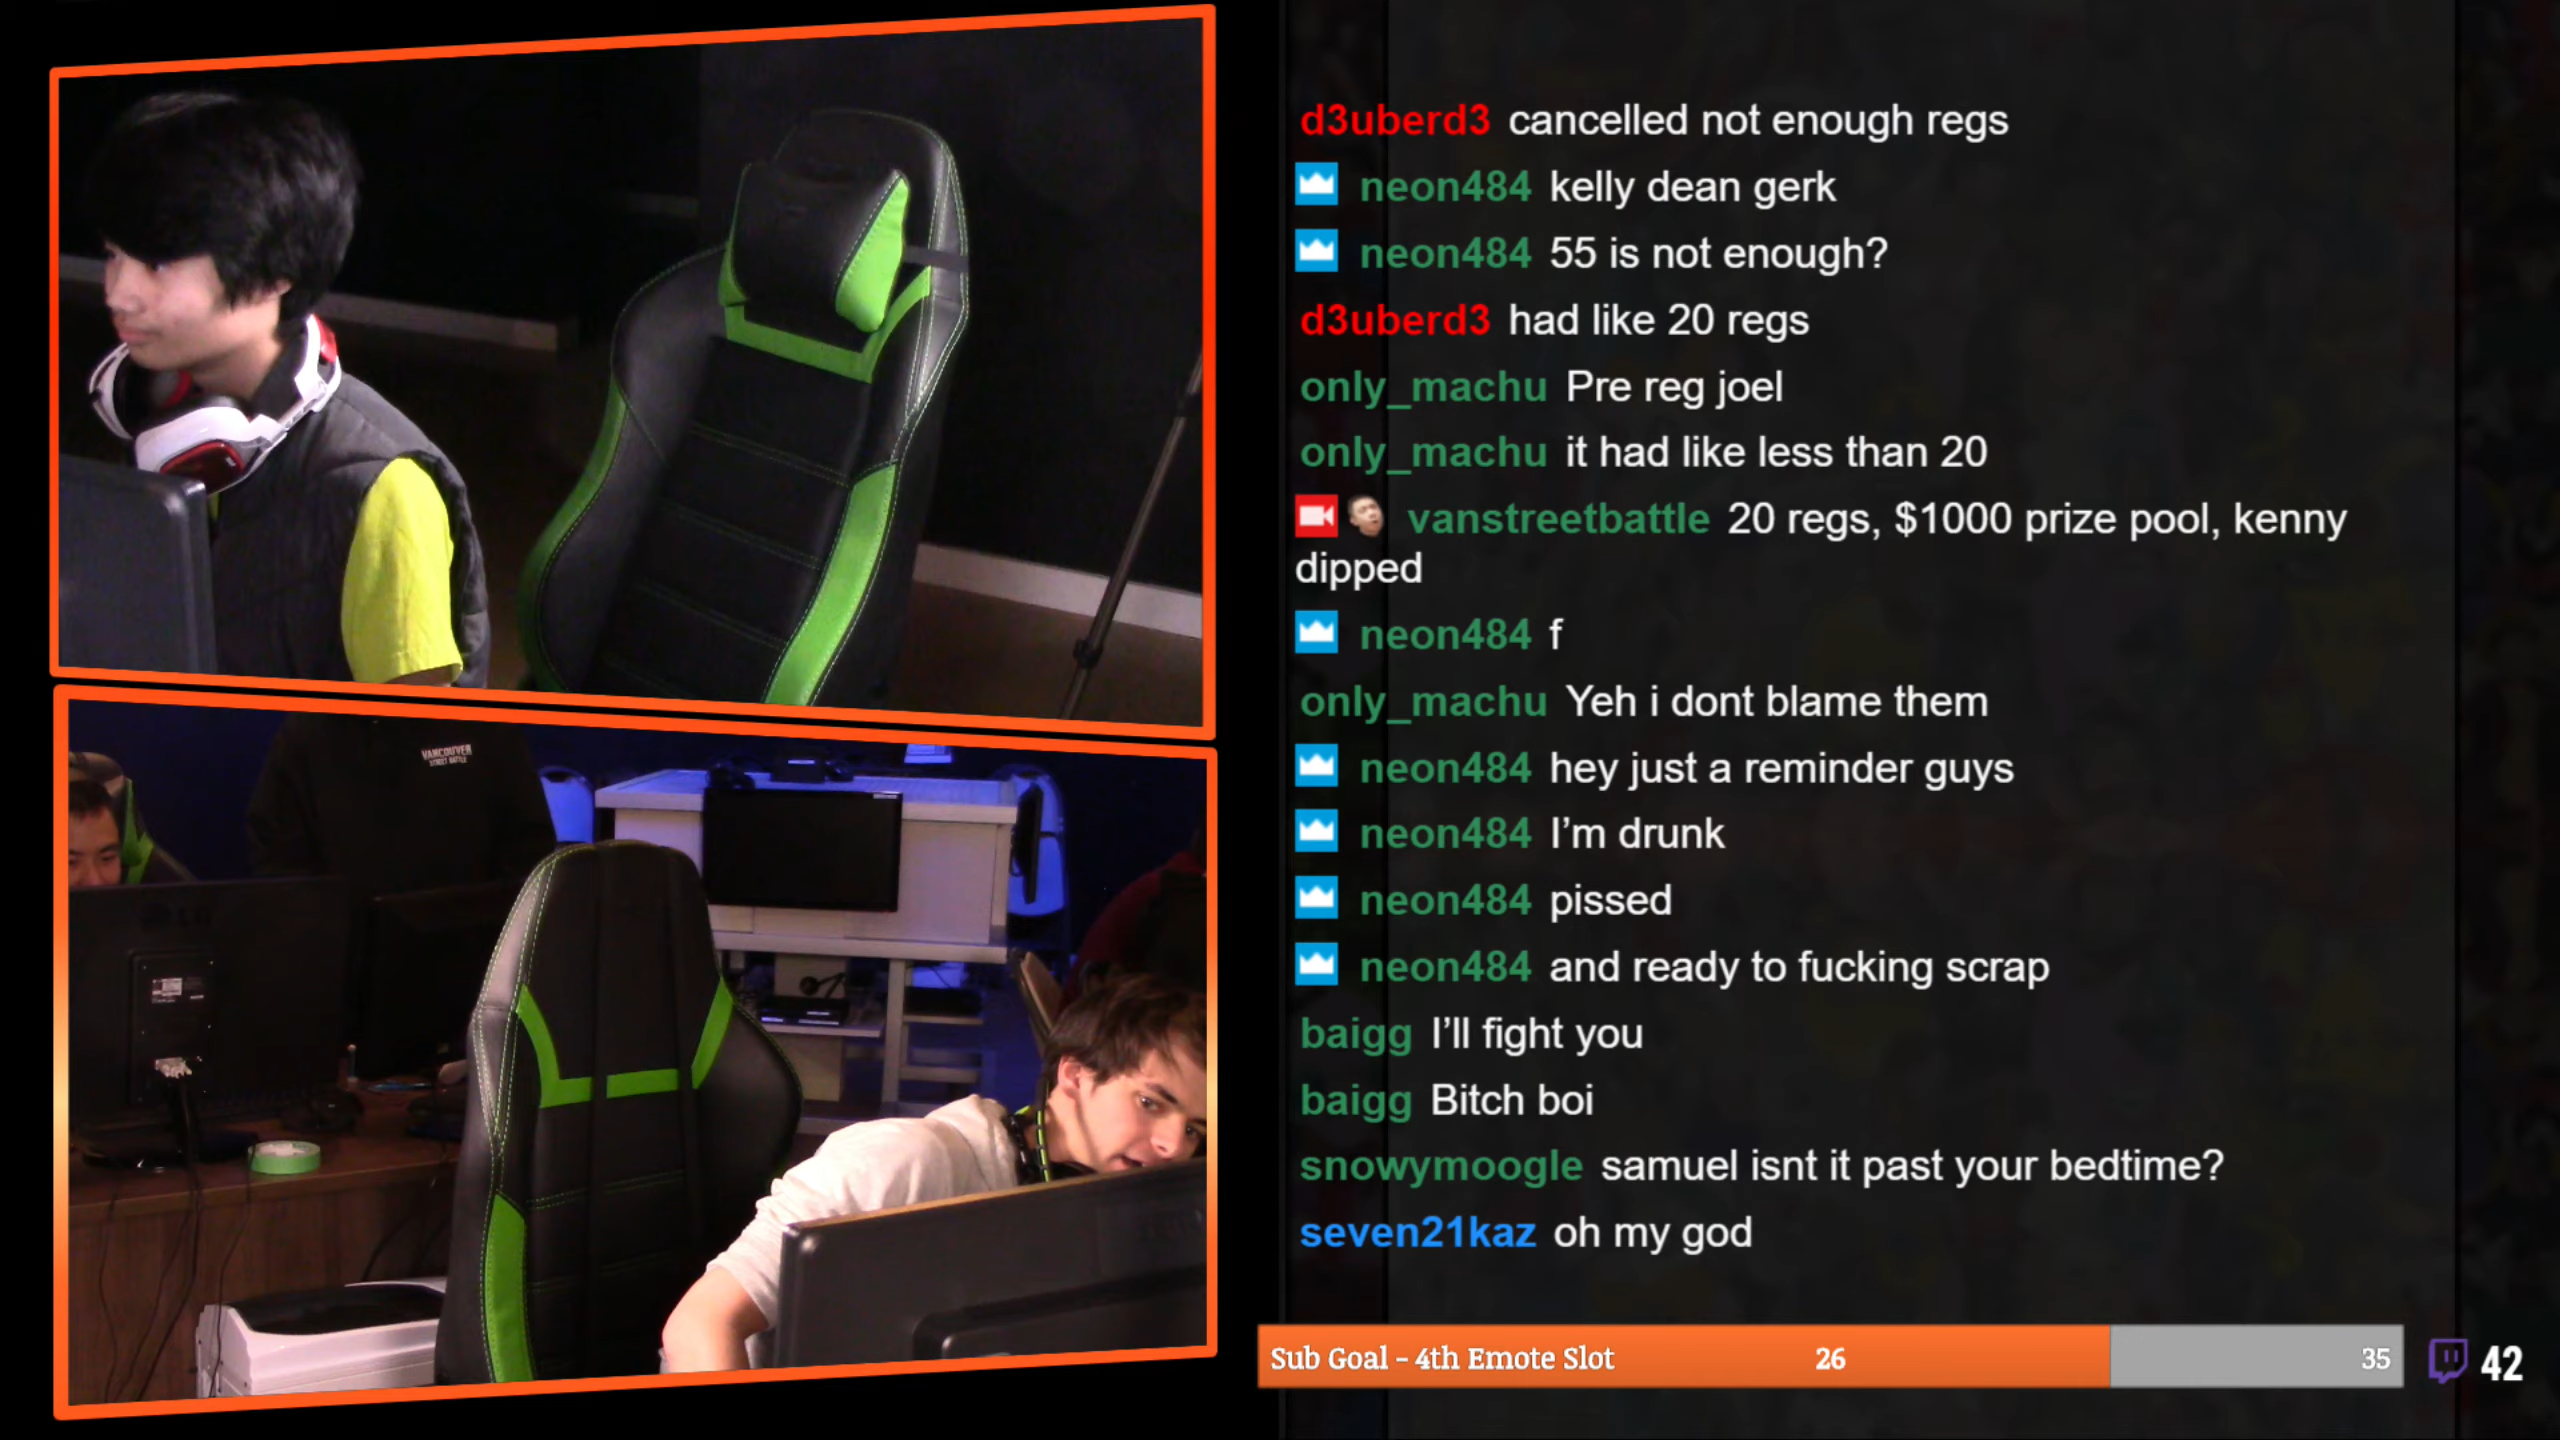 d3uberd3 cancelled not enough regs
neon484 kelly dean gerk
neon484 55 is not enough?
d3uberd3 had like 20 regs
only_machu Pre reg joel
only_machu it had like less than 20
vanstreetbattle 20 regs, $1000 prize pool, kenny
dipped
neon484 f
only_machu Yeh i dont blame them
neon484 hey just a reminder guys
neon484 I’m drunk
neon484 pissed
neon484 and ready to fucking scrap
baigg I’ll fight you
baigg Bitch boi
snowymoogle samuel isnt it past your bedtime?
seven21kaz oh my god
Sub Goal - 4th Emote Slot 26 35
42
VANCOUVER
STREET BATTLE